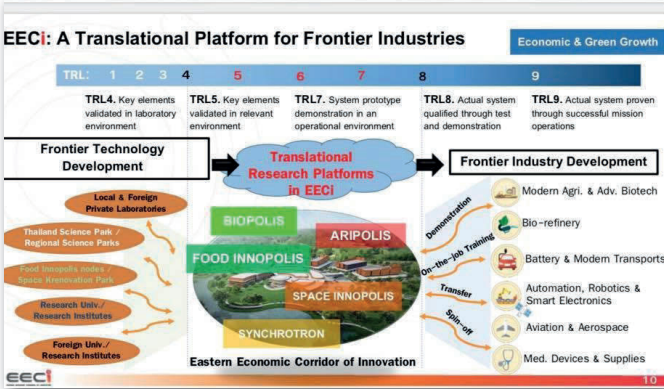 EECi: A Translational Platform for Frontier Industries
Economic & Green Growth
TRL: 1 2 3 4 5 6 7 8 9
TRL4. Key elements
validated in laboratory
environment
TRL5. Key elements
validated in relevant
environment
TRL7. System prototype
demonstration in an
operational environment
TRL8. Actual system
qualified through test
and demonstration
TRL9. Actual system proven
through successful mission
operations
Frontier Technology
Development
Translational
Research Platforms
in EECi
Frontier Industry Development
Local & Foreign
Private Laboratories
Thailand Science Park /
Regional Science Parks
Food Innopolis nodes /
Space Krenovation Park
Research Univ./
Research Institutes
Foreign Univ./
Research Institutes
BIOPOLIS
ARIPOLIS
FOOD INNOPOLIS
SPACE INNOPOLIS
SYNCHROTRON
Eastern Economic Corridor of Innovation
Demonstration
On-the-job Training
Transfer
Spin-off
Modern Agri. & Adv. Biotech
Bio-refinery
Battery & Modern Transports
Automation, Robotics &
Smart Electronics
Aviation & Aerospace
Med. Devices & Supplies
EECi
10